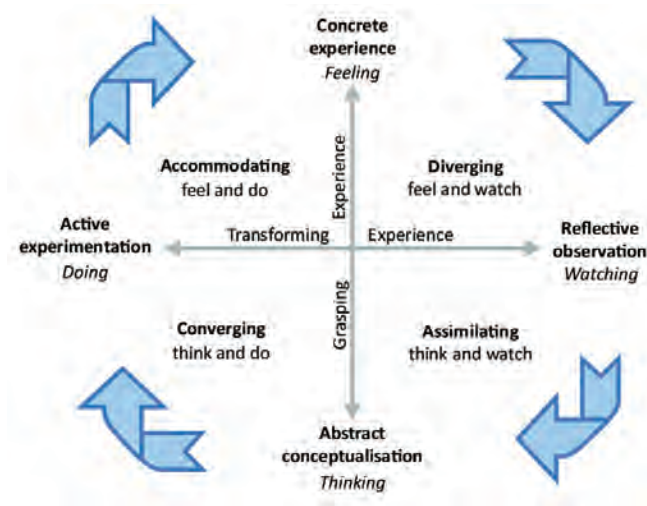 Concrete
experience
Feeling
Accommodating
feel and do
Experience
Diverging
feel and watch
Active
experimentation
Doing
Transforming
Experience
Reflective
observation
Watching
Grasping
Converging
think and do
Assimilating
think and watch
Abstract
conceptualisation
Thinking